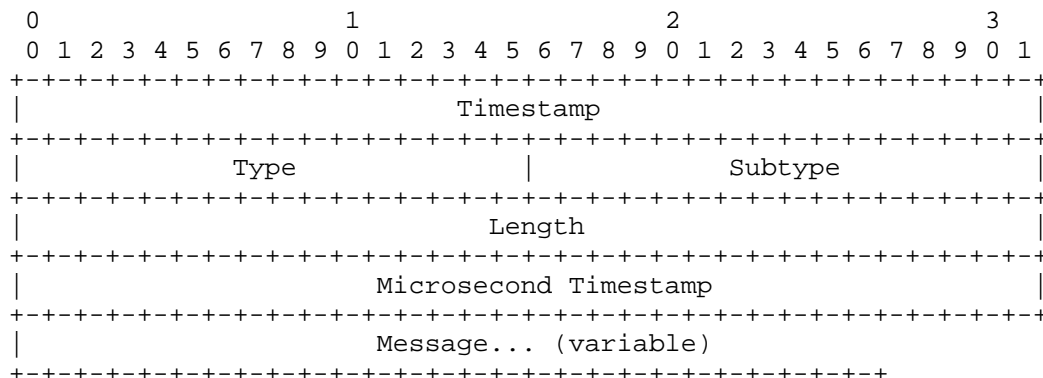 0                   1                   2                   3
 0 1 2 3 4 5 6 7 8 9 0 1 2 3 4 5 6 7 8 9 0 1 2 3 4 5 6 7 8 9 0 1
+-+-+-+-+-+-+-+-+-+-+-+-+-+-+-+-+-+-+-+-+-+-+-+-+-+-+-+-+-+-+-+-+
|                           Timestamp                           |
+-+-+-+-+-+-+-+-+-+-+-+-+-+-+-+-+-+-+-+-+-+-+-+-+-+-+-+-+-+-+-+-+
|             Type              |            Subtype            |
+-+-+-+-+-+-+-+-+-+-+-+-+-+-+-+-+-+-+-+-+-+-+-+-+-+-+-+-+-+-+-+-+
|                             Length                            |
+-+-+-+-+-+-+-+-+-+-+-+-+-+-+-+-+-+-+-+-+-+-+-+-+-+-+-+-+-+-+-+-+
|                      Microsecond Timestamp                    |
+-+-+-+-+-+-+-+-+-+-+-+-+-+-+-+-+-+-+-+-+-+-+-+-+-+-+-+-+-+-+-+-+
|                      Message... (variable)
+-+-+-+-+-+-+-+-+-+-+-+-+-+-+-+-+-+-+-+-+-+-+-+-+-+-+-+